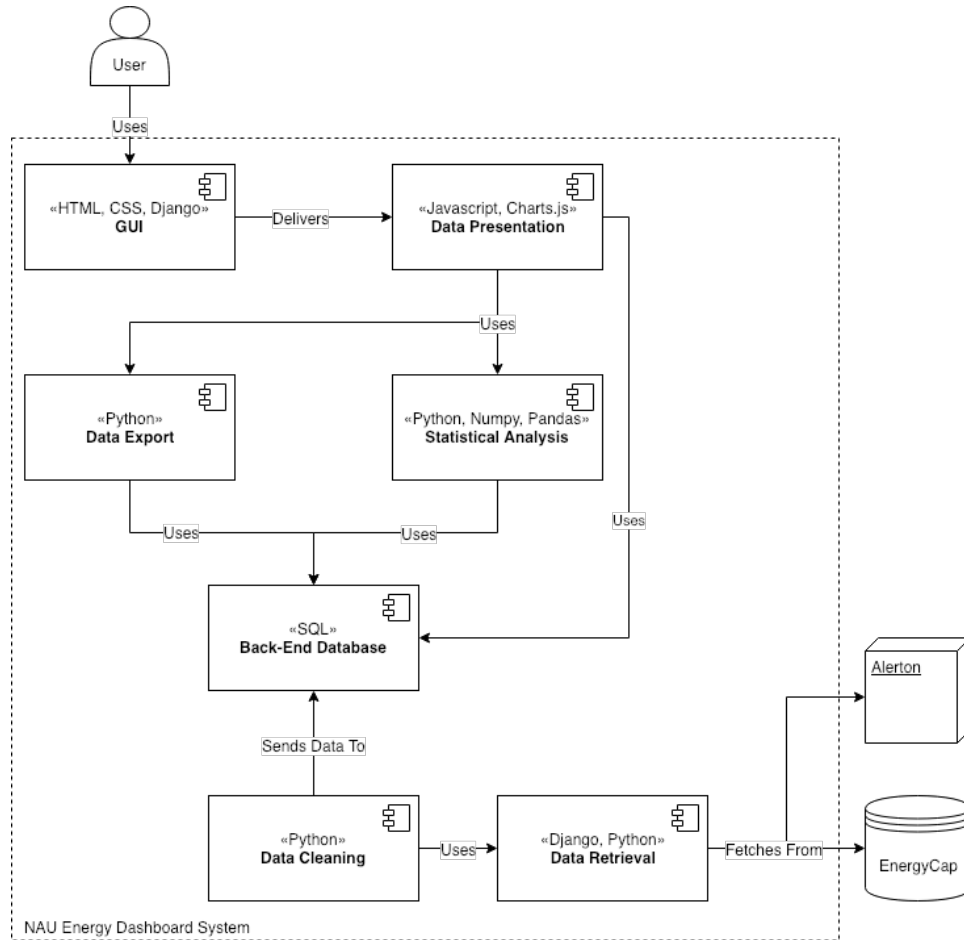 User
Uses
«HTML, CSS, Django»
GUI
Delivers
«Javascript, Charts.js»
Data Presentation
Uses
«Python»
Data Export
«Python, Numpy, Pandas»
Statistical Analysis
Uses
Uses
Uses
«SQL»
Back-End Database
Alerton
Sends Data To
«Python»
Data Cleaning
Uses
«Django, Python»
Data Retrieval
Fetches From
EnergyCap
NAU Energy Dashboard System